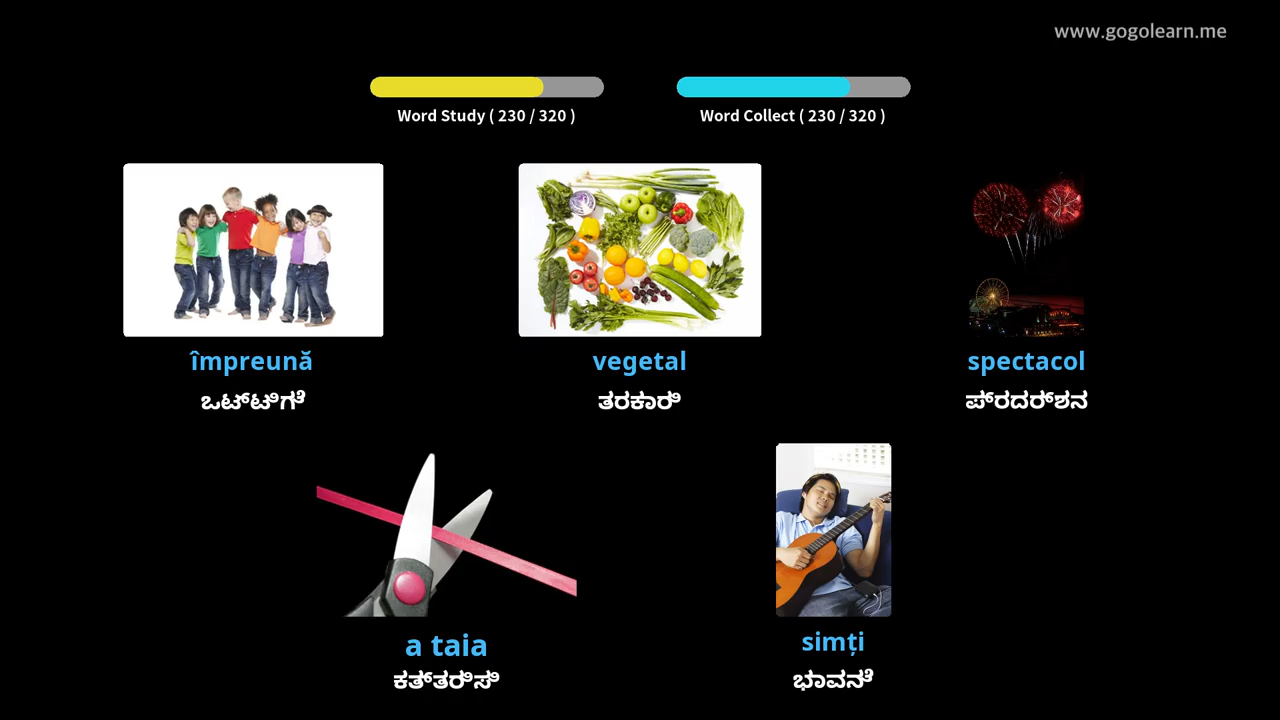 www.gogolearn.me
Word Study ( 230 / 320 )
Word Collect ( 230 / 320 )
împreună
ಒಟ್ಟಿಗೆ
vegetal
ತರಕಾರಿ
spectacol
ಪ್ರದರ್ಶನ
a taia
ಕತ್ತರಿಸಿ
simți
ಭಾವನೆ